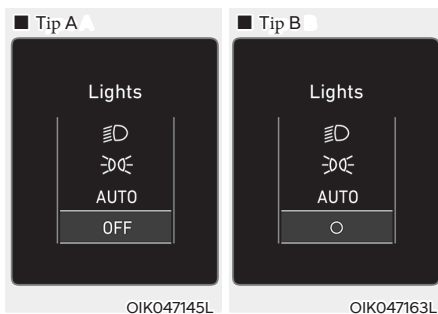 ■ Tip A
Lights
AUTO
OFF
OIK047145L
■ Tip B
Lights
AUTO
OIK047163L